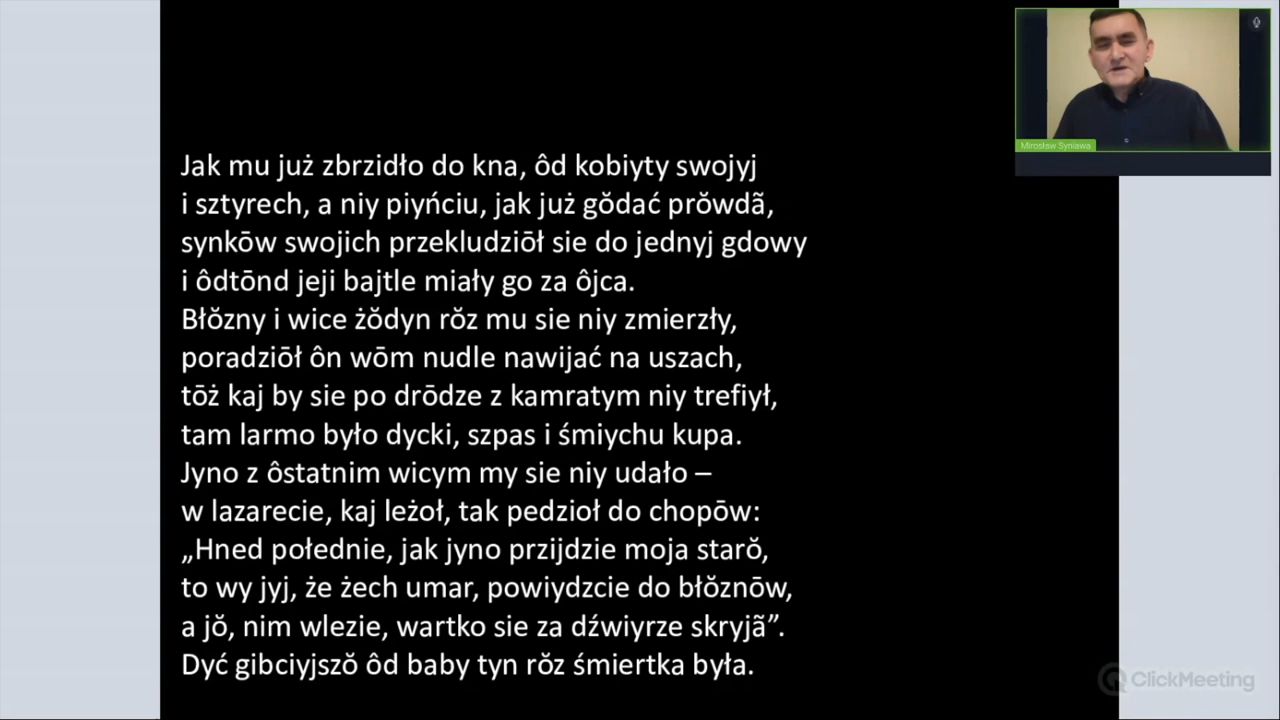 Jak mu już zbrzidło do kna, ôd kobiyty swojyj
i sztyrech, a niy piyńciu, jak już gŏdać prŏwdã,
synkōw swojich przekludziōł sie do jednyj gdowy
i ôdtōnd jeji bajtle miały go za ôjca.
Błŏzny i wice żŏdyn rŏz mu sie niy zmierzły,
poradziōł ôn wōm nudle nawijać na uszach,
tōż kaj by sie po drōdze z kamratym niy trefiył,
tam larmo było dycki, szpas i śmiychu kupa.
Jyno z ôstatnim wicym my sie niy udało –
w lazarecie, kaj leżoł, tak pedzioł do chopōw:
„Hned połednie, jak jyno przijdzie moja starŏ,
to wy jyj, że żech umar, powiydzcie do błŏznōw,
a jŏ, nim wlezie, wartko sie za dźwiyrze skryjã”.
Dyć gibciyjszŏ ôd baby tyn rŏz śmiertka była.
Mirosław Syniawa
ClickMeeting